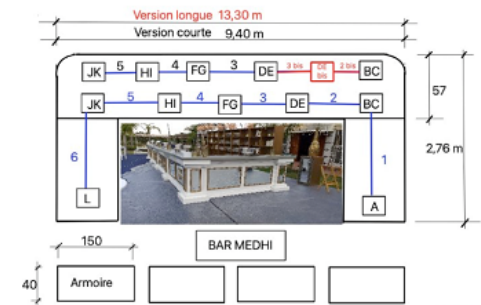 Version longue 13,30 m
Version courte 9,40 m
JK 5 HI 4 FG 3 DE 3 bis DE bis 2 bis BC
57
JK 5 HI 4 FG 3 DE 2 BC
2,76 m
6 1
L A
150
BAR MEDHI
40 Armoire